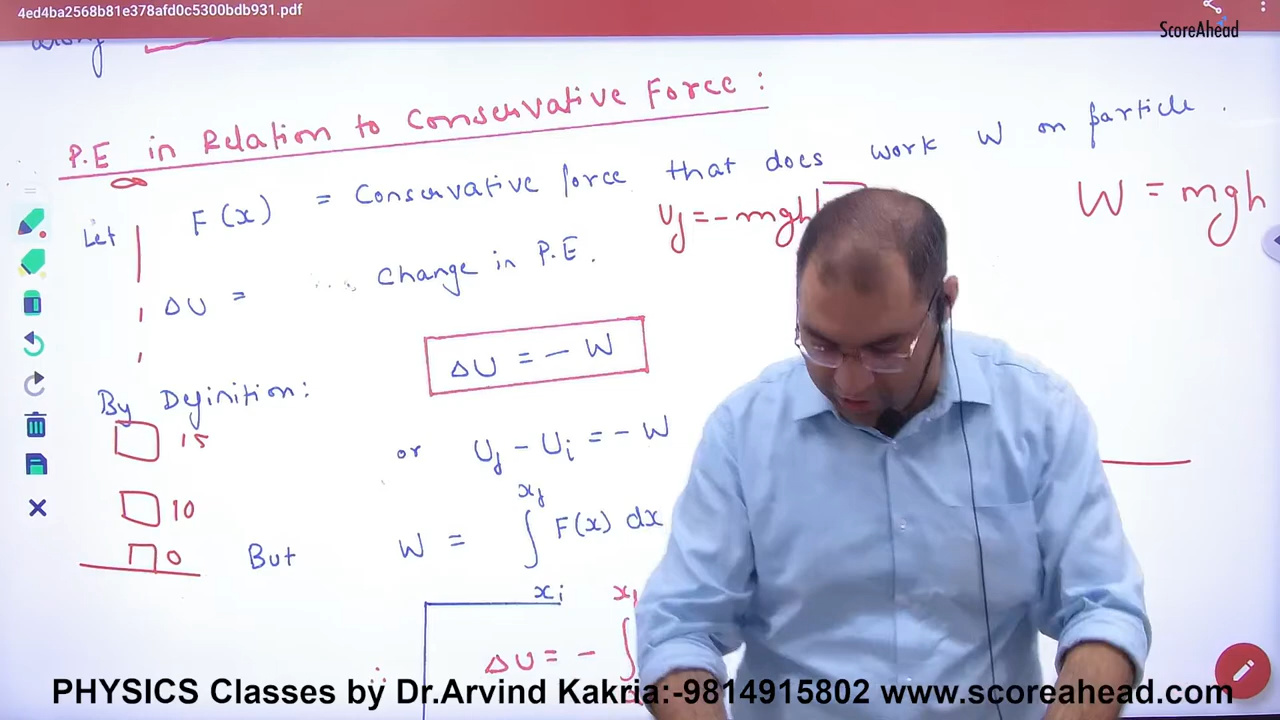 4ed4ba2568b81e378afd0c5300bdb931.pdf
ScoreAhead
along
P.E in Relation to Conservative Force :
∞
Let F(x) = Conservative force that does work W on particle .
W = mgh
Uf = - mgh
ΔU = Change in P.E.
ΔU = - W
By Definition:
15
or Uf - Ui = - W
10
0
But W = ∫ F(x) dx
xf
xi
∴ ΔU = - ∫
PHYSICS Classes by Dr.Arvind Kakria:-9814915802 www.scoreahead.com